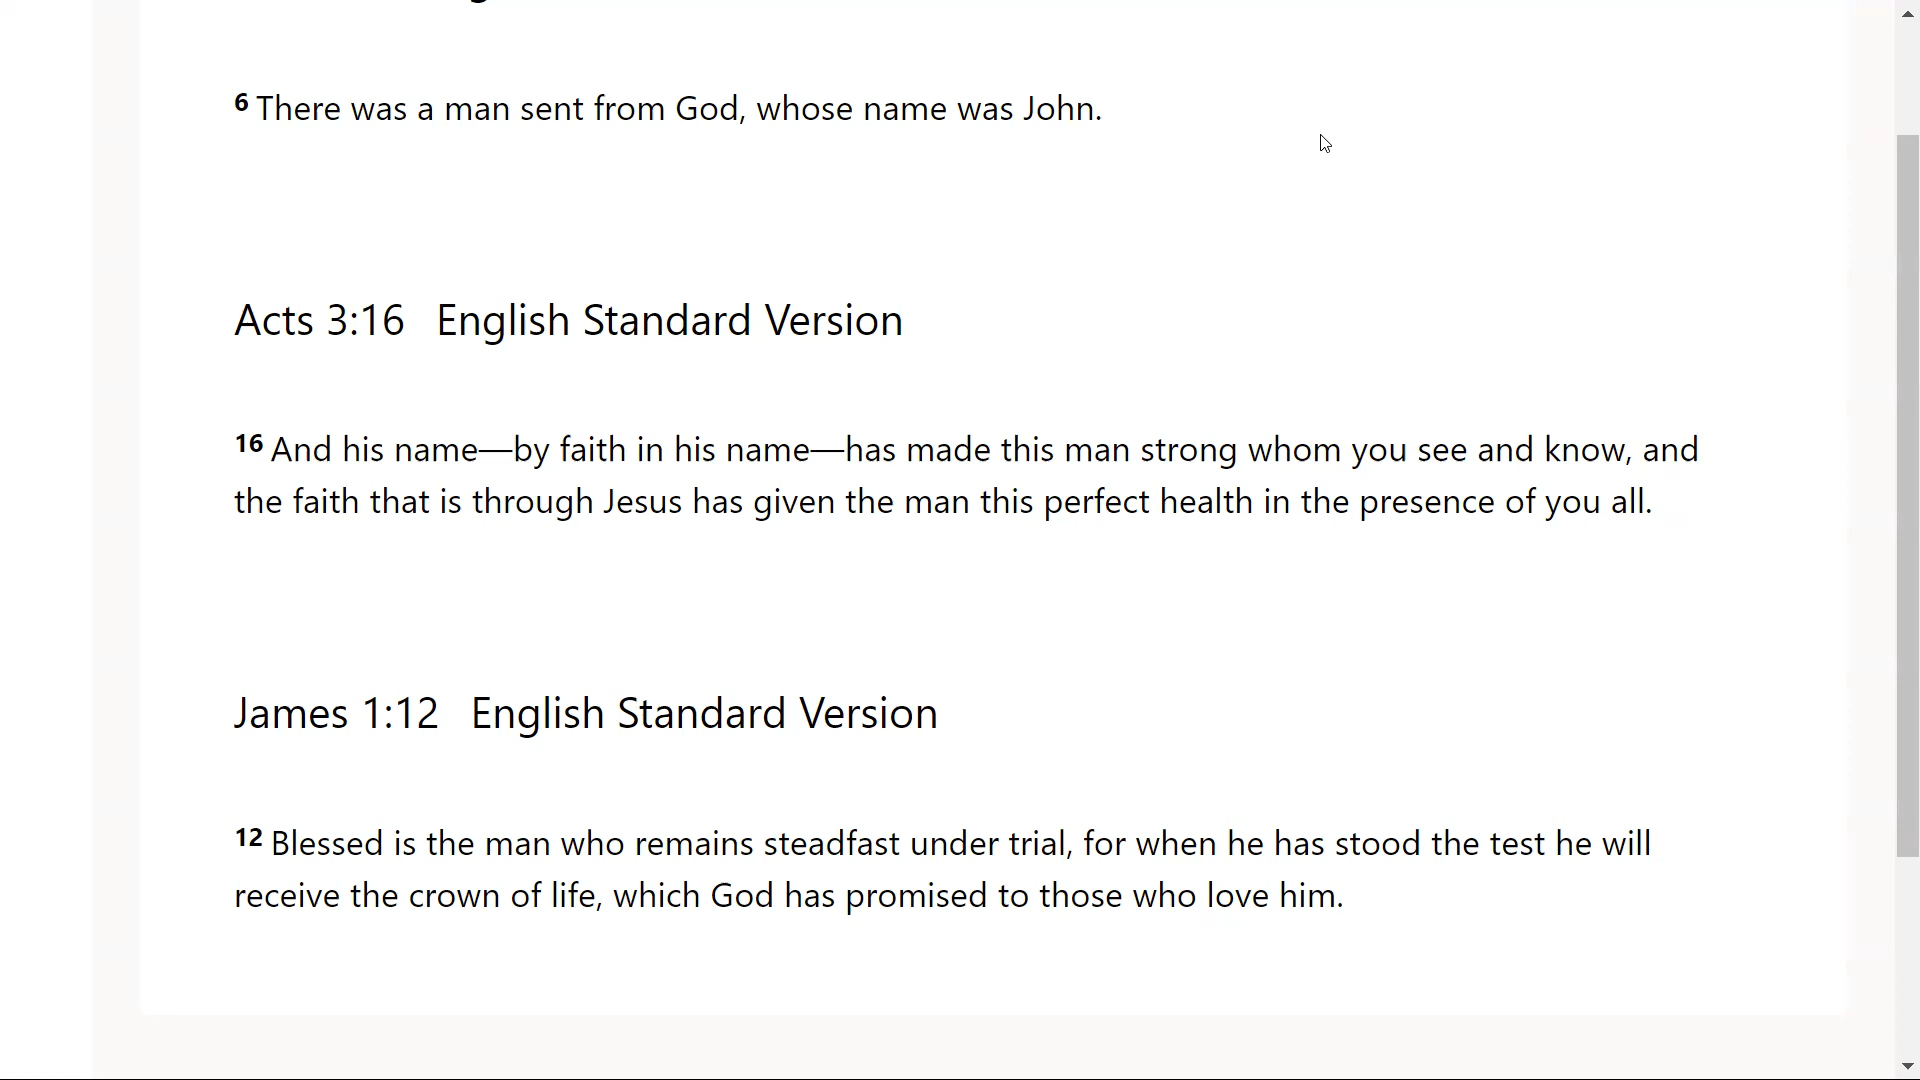 6 There was a man sent from God, whose name was John.
Acts 3:16 English Standard Version
16 And his name—by faith in his name—has made this man strong whom you see and know, and
the faith that is through Jesus has given the man this perfect health in the presence of you all.
James 1:12 English Standard Version
12 Blessed is the man who remains steadfast under trial, for when he has stood the test he will
receive the crown of life, which God has promised to those who love him.